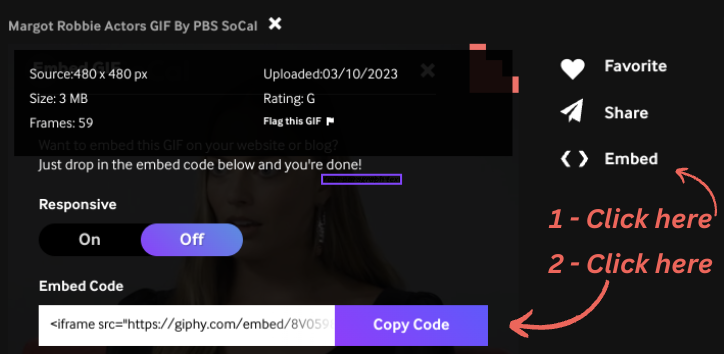 Margot Robbie Actors GIF By PBS SoCal
Embed GIF
Source:480 x 480 px
Uploaded:03/10/2023
Size: 3 MB
Rating: G
Frames: 59
Flag this GIF
Want to embed this GIF on your website or blog?
Just drop in the embed code below and you're done!
Responsive
On
Off
Embed Code
<iframe src="https://giphy.com/embed/8V059
Copy Code
Favorite
Share
Embed
1 - Click here
2 - Click here